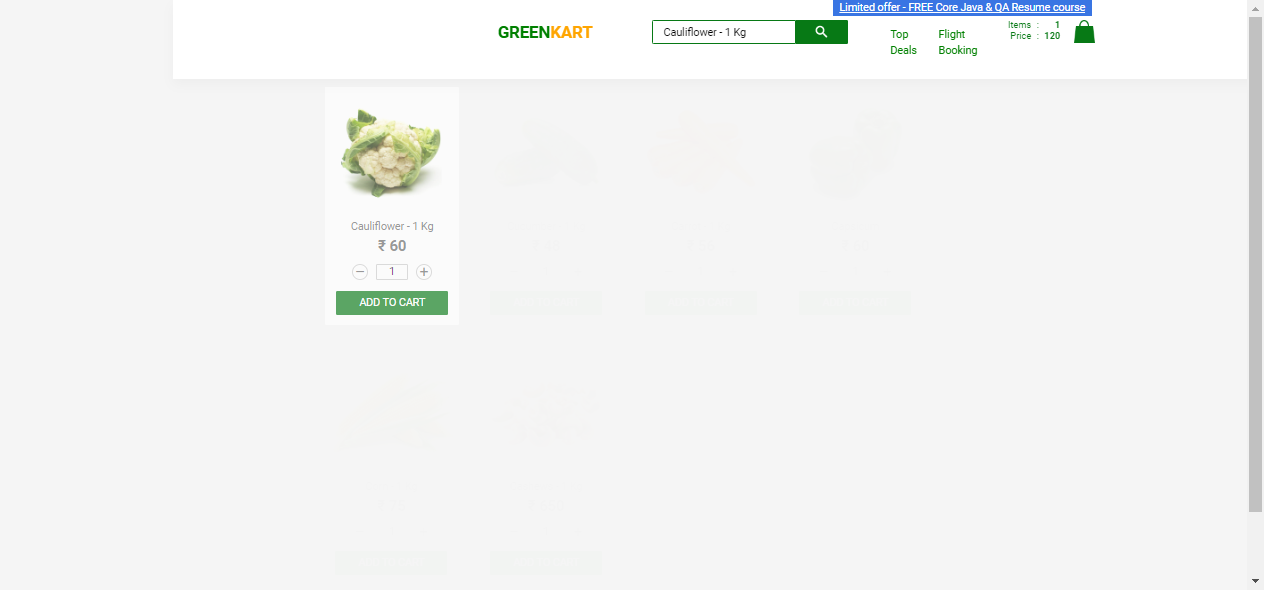 Limited offer - FREE Core Java & QA Resume course
GREENKART
Cauliflower - 1 Kg
Top Deals
Flight Booking
Items : 1
Price : 120
Cauliflower - 1 Kg
₹ 60
− 1 +
ADD TO CART